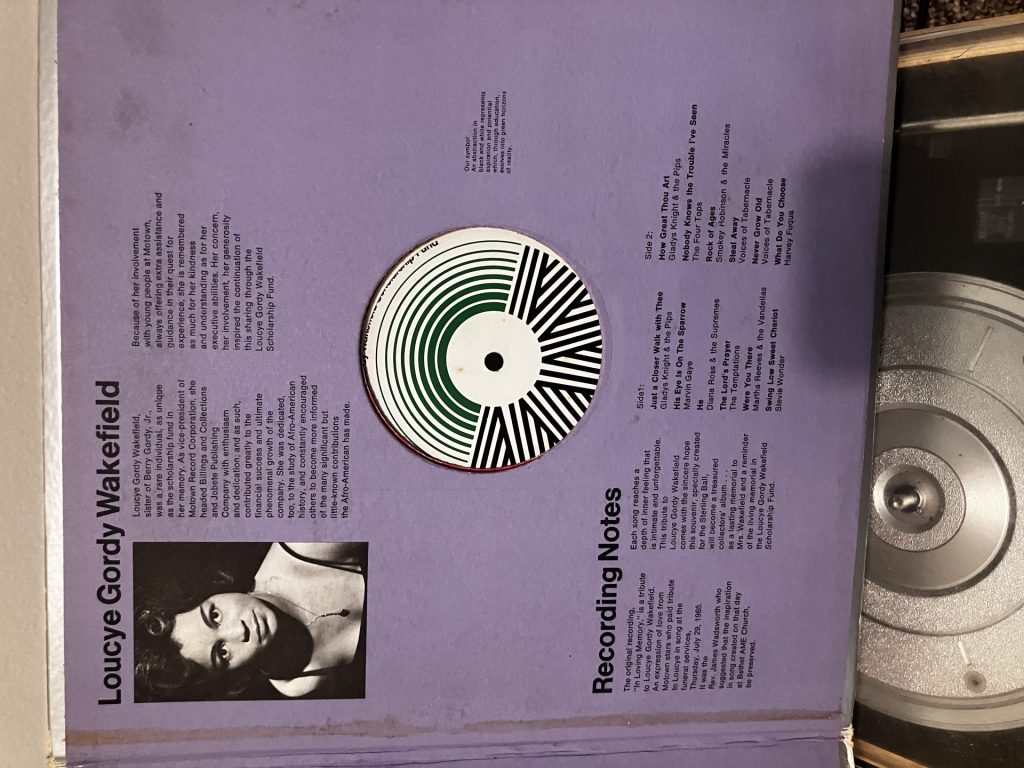 Loucye Gordy Wakefield
Loucye Gordy Wakefield,
sister of Berry Gordy, Jr.,
was a rare individual, as unique
as the scholarship fund in
her memory. As vice-president of
Motown Record Corporation, she
headed Billings and Collections
and Jobete Publishing
Company with enthusiasm
and dedication; and as such,
contributed greatly to the
financial success and ultimate
phenomenal growth of the
company. She was dedicated,
too, to the study of Afro-American
history, and constantly encouraged
others to become more informed
of the many significant but
little-known contributions
the Afro-American has made.
Because of her involvement
with young people at Motown,
always offering extra assistance and
guidance in their quest for
experience, she is remembered
as much for her kindness
and understanding as for her
executive abilities. Her concern,
her involvement, her generosity
inspired the continuation of
this sharing through the
Loucye Gordy Wakefield
Scholarship Fund.
Our symbol:
An abstraction in
black and white represents
aspiration and potential
which, through education,
evolves into green horizons
of reality.
Recording Notes
The original recording,
"In Loving Memory," is a tribute
to Loucye Gordy Wakefield.
An expression of love from
Motown stars who paid tribute
to Loucye in song at the
funeral services,
Thursday, July 29, 1965.
It was the
Rev. James Wadsworth who
suggested that the inspiration
in song created on that day
at Bethel AME Church,
be preserved.
Each song reaches a
depth of inner feeling that
is intimate and unforgettable.
This tribute to
Loucye Gordy Wakefield
comes with the sincere hope
this souvenir, specially created
for the Sterling Ball,
will become a treasured
collectors' album . . .
as a lasting memorial to
Mrs. Wakefield and a reminder
of the living memorial in
the Loucye Gordy Wakefield
Scholarship Fund.
Side1:
Just a Closer Walk with Thee
Gladys Knight & the Pips
His Eye Is On The Sparrow
Marvin Gaye
He
Diana Ross & the Supremes
The Lord's Prayer
The Temptations
Were You There
Martha Reeves & the Vandellas
Swing Low Sweet Chariot
Stevie Wonder
Side 2:
How Great Thou Art
Gladys Knight & the Pips
Nobody Knows the Trouble I've Seen
The Four Tops
Rock of Ages
Smokey Robinson & the Miracles
Steal Away
Voices of Tabernacle
Never Grow Old
Voices of Tabernacle
What Do You Choose
Harvey Fuqua